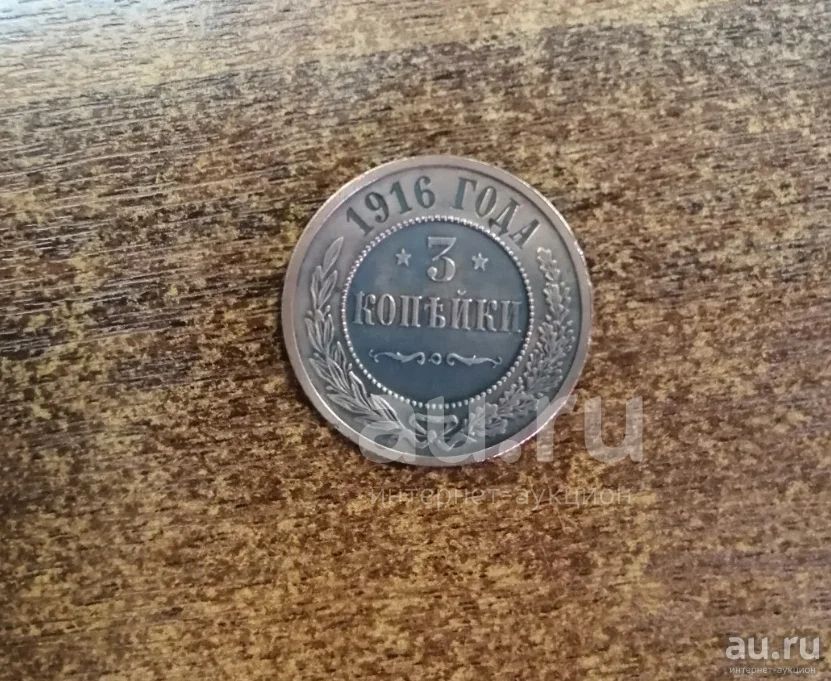 1916 ГОДА
3
КОПѢЙКИ
au.ru
интернет-аукцион
au.ru
интернет-аукцион